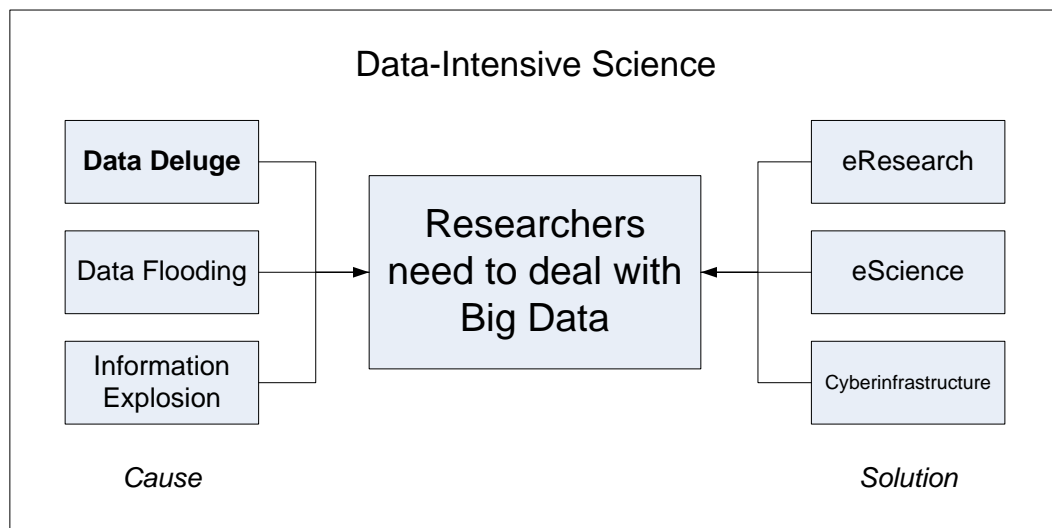 Data-Intensive Science
Data Deluge
Data Flooding
Information
Explosion
Cause
Researchers
need to deal with
Big Data
eResearch
eScience
Cyberinfrastructure
Solution